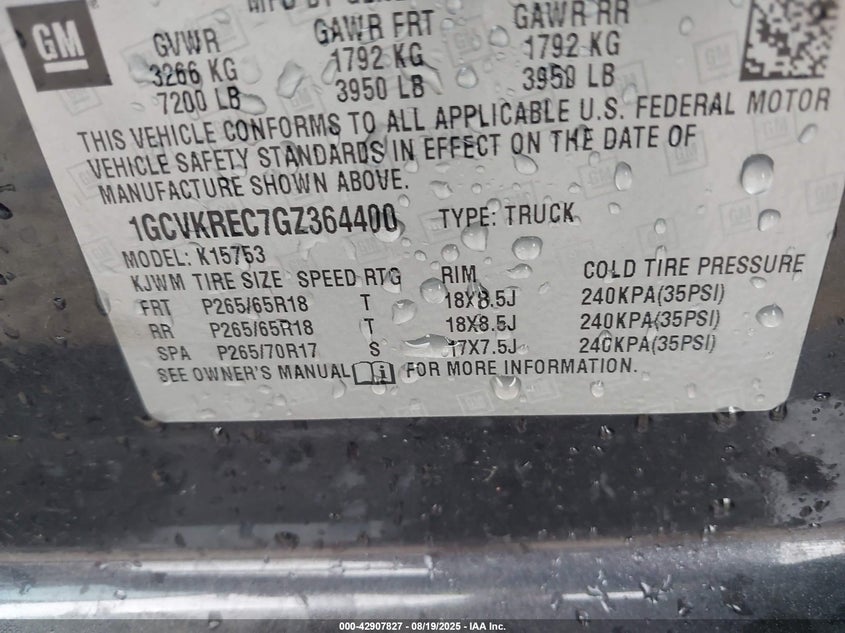 GM
GVWR GAWR FRT GAWR RR
3266 KG 1792 KG 1792 KG
7200 LB 3950 LB 3950 LB
THIS VEHICLE CONFORMS TO ALL APPLICABLE U.S. FEDERAL MOTOR
VEHICLE SAFETY STANDARDS IN EFFECT ON THE DATE OF
MANUFACTURE SHOWN ABOVE.
1GCVKREC7GZ364400 TYPE: TRUCK
MODEL: K15753
KJWM TIRE SIZE SPEED RTG RIM COLD TIRE PRESSURE
FRT P265/65R18 T 18X8.5J 240KPA(35PSI)
RR P265/65R18 T 18X8.5J 240KPA(35PSI)
SPA P265/70R17 S 17X7.5J 240KPA(35PSI)
SEE OWNER'S MANUAL FOR MORE INFORMATION.
000-42907827 - 08/19/2025 - IAA Inc.